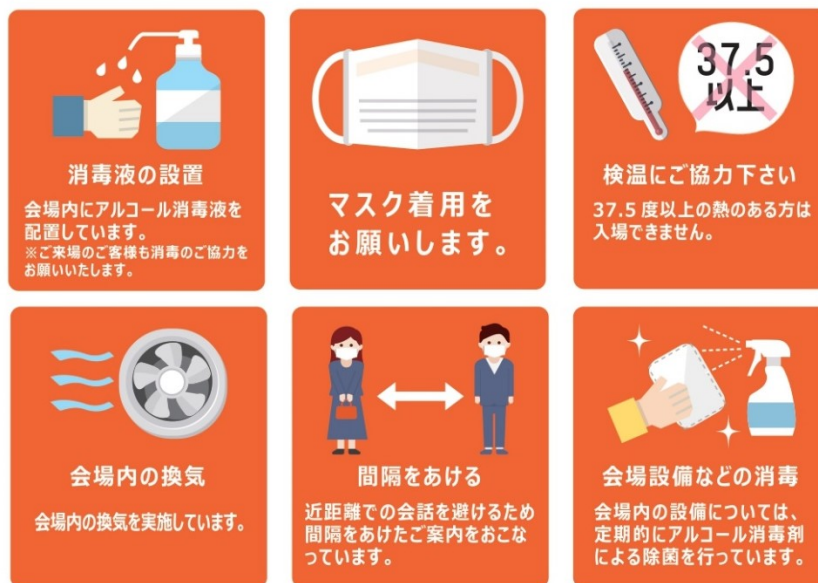 消毒液の設置
会場内にアルコール消毒液を
配置しています。
※ご来場のご客様も消毒のご協力を
お願いいたします。
マスク着用を
お願いします。
37.5
以上
検温にご協力下さい
37.5度以上の熱のある方は
入場できません。
会場内の換気
会場内の換気を実施しています。
間隔をあける
近距離での会話を避けるため
間隔をあけたご案内をおこな
っています。
会場設備などの消毒
会場内の設備については、
定期的にアルコール消毒剤
による除菌を行っています。